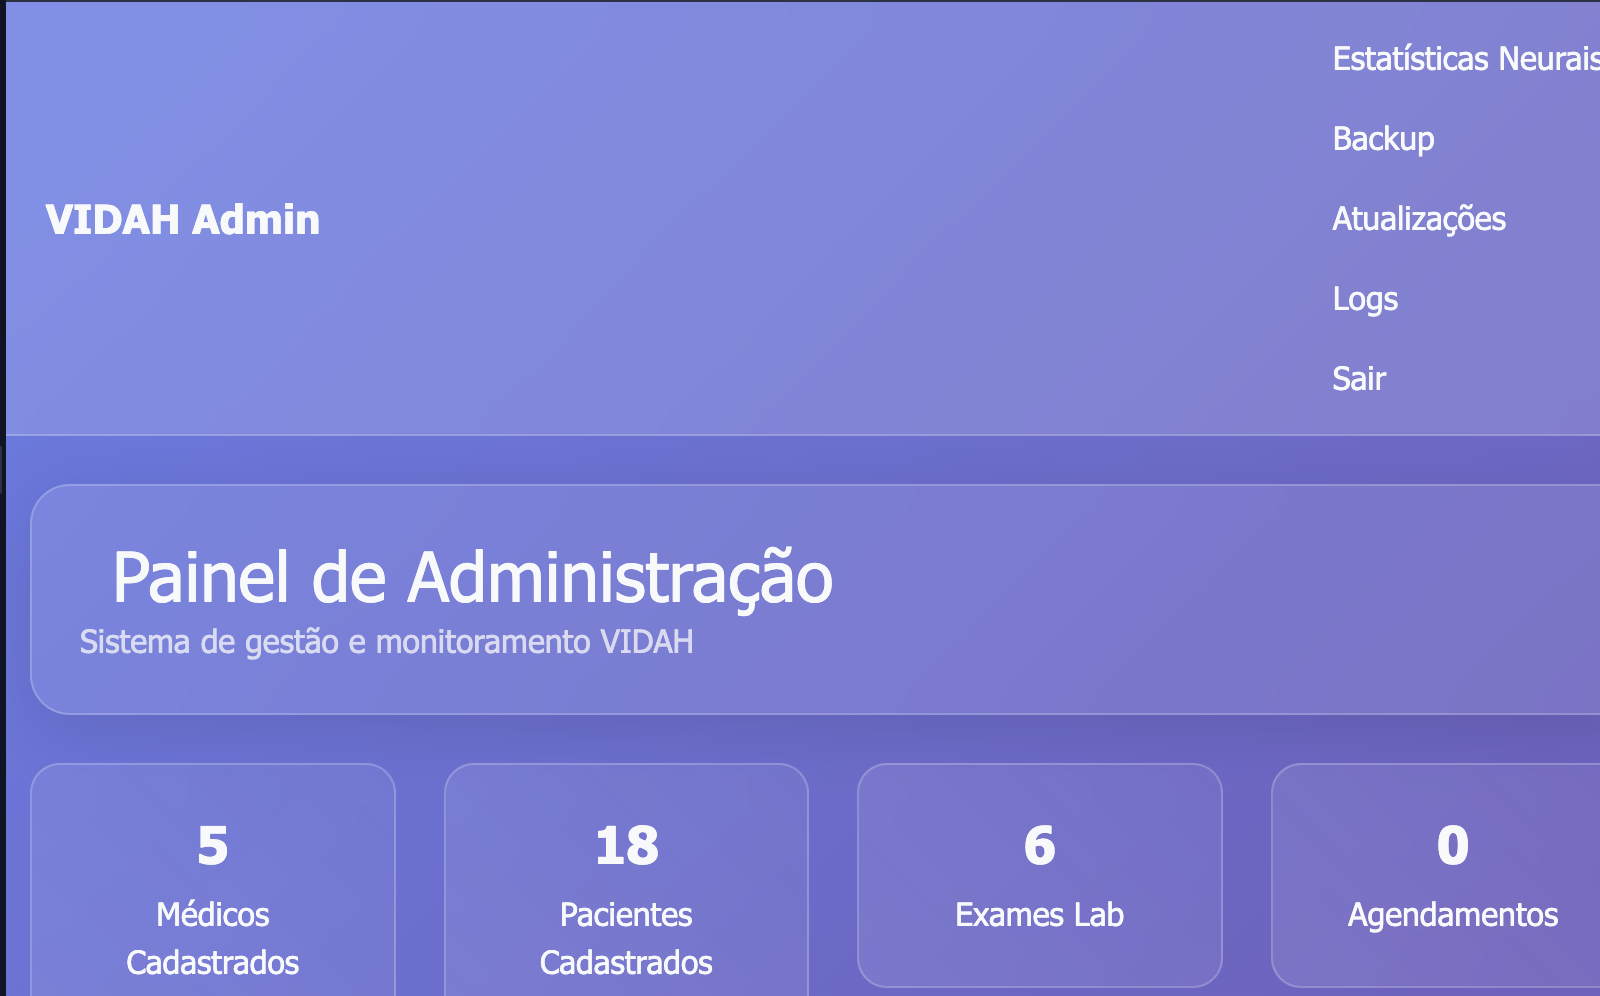 VIDAH Admin
Estatísticas Neurais
Backup
Atualizações
Logs
Sair
Painel de Administração
Sistema de gestão e monitoramento VIDAH
5
Médicos
Cadastrados
18
Pacientes
Cadastrados
6
Exames Lab
0
Agendamentos